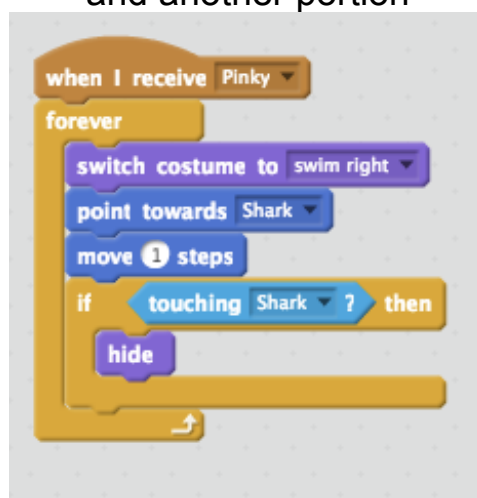 and another portion
when I receive Pinky
forever
switch costume to swim right
point towards Shark
move 1 steps
if touching Shark ? then
hide